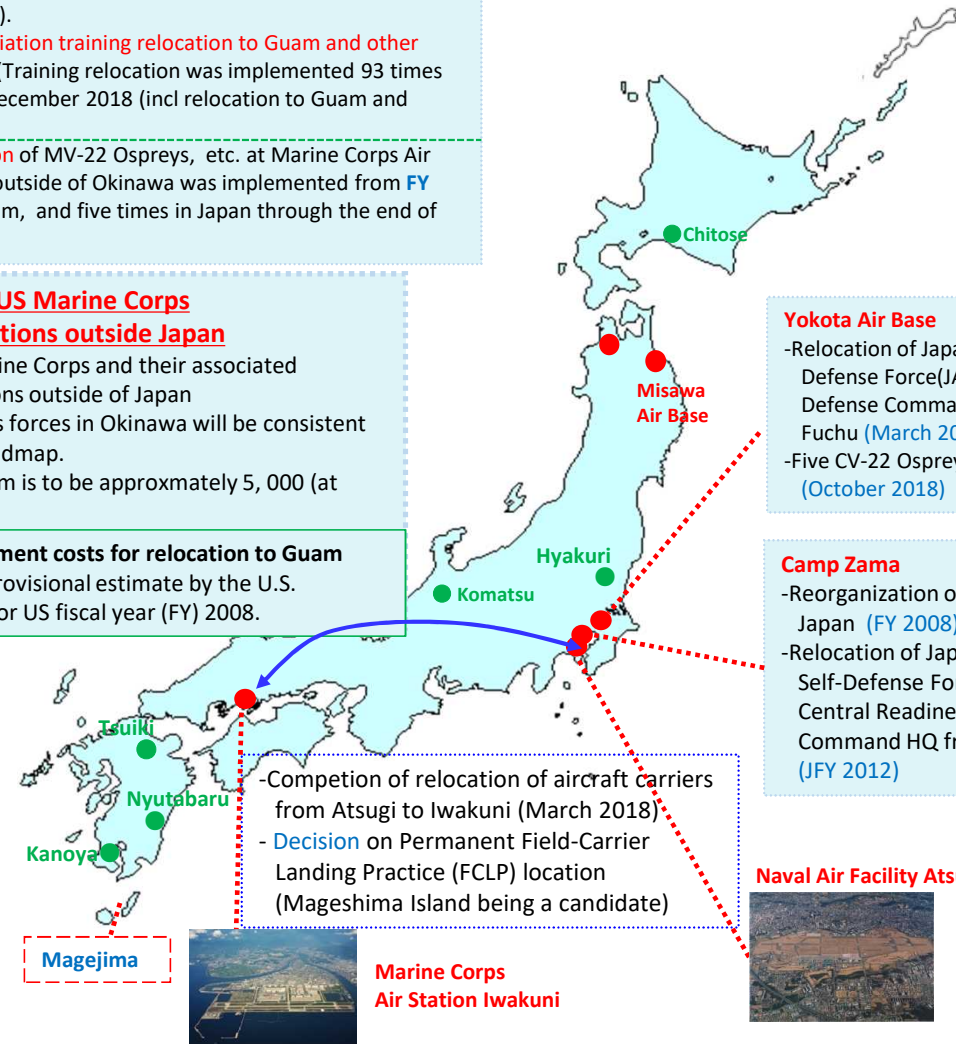 ).
iation training relocation to Guam and other
(Training relocation was implemented 93 times
ecember 2018 (incl relocation to Guam and
on of MV-22 Ospreys, etc. at Marine Corps Air
outside of Okinawa was implemented from FY
m, and five times in Japan through the end of
US Marine Corps
tions outside Japan
ine Corps and their associated
ons outside of Japan
s forces in Okinawa will be consistent
dmap.
m is to be approxmately 5, 000 (at
ment costs for relocation to Guam
rovisional estimate by the U.S.
or US fiscal year (FY) 2008.
Chitose
Misawa
Air Base
Yokota Air Base
-Relocation of Japa
Defense Force(JA
Defense Comma
Fuchu (March 20
-Five CV-22 Osprey
(October 2018)
Hyakuri
Komatsu
Camp Zama
-Reorganization o
Japan (FY 2008)
-Relocation of Japa
Self-Defense For
Central Readine
Command HQ fr
(JFY 2012)
Tsuiki
Nyutabaru
Kanoya
-Competion of relocation of aircraft carriers
from Atsugi to Iwakuni (March 2018)
- Decision on Permanent Field-Carrier
Landing Practice (FCLP) location
(Mageshima Island being a candidate)
Naval Air Facility Ats
Magejima
Marine Corps
Air Station Iwakuni